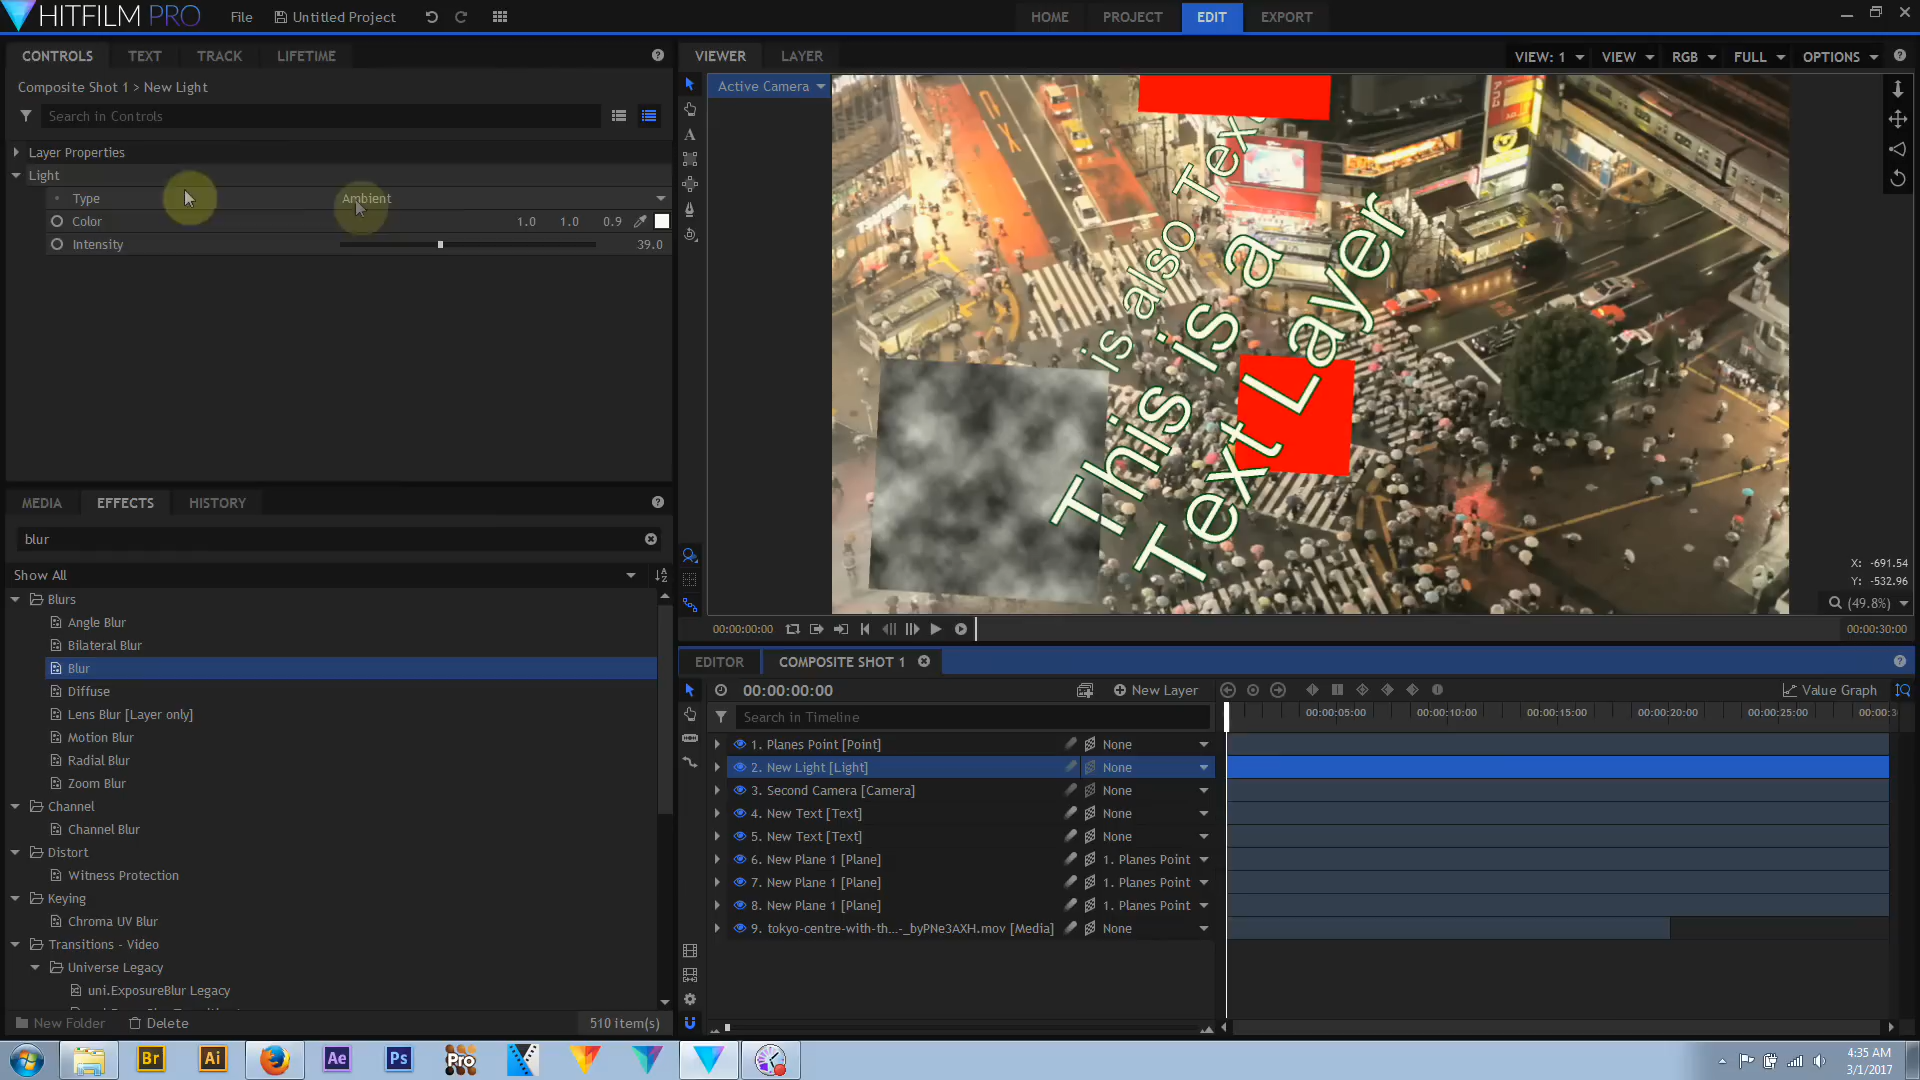 HITFILM PRO
File
Untitled Project
HOME
PROJECT
EDIT
EXPORT
CONTROLS
TEXT
TRACK
LIFETIME
Composite Shot 1 > New Light
Search in Controls
Layer Properties
Light
Type
Ambient
Color
1.0
1.0
0.9
Intensity
39.0
VIEWER
LAYER
VIEW: 1
VIEW
RGB
FULL
OPTIONS
Active Camera
is also Text
This is a
Text Layer
X: -691.54
Y: -532.96
(49.8%)
00:00:00:00
00:00:30:00
MEDIA
EFFECTS
HISTORY
blur
Show All
Blurs
Angle Blur
Bilateral Blur
Blur
Diffuse
Lens Blur [Layer only)
Motion Blur
Radial Blur
Zoom Blur
Channel
Channel Blur
Distort
Witness Protection
Keying
Chroma UV Blur
Transitions - Video
Universe Legacy
uni.ExposureBlur Legacy
New Folder
Delete
510 item(s)
EDITOR
COMPOSITE SHOT 1
00:00:00:00
New Layer
Value Graph
Search in Timeline
00:00:05:00
00:00:10:00
00:00:15:00
00:00:20:00
00:00:25:00
00:00:3
1. Planes Point [Point]
None
2. New Light [Light]
None
3. Second Camera [Camera]
None
4. New Text [Text]
None
5. New Text [Text]
None
6. New Plane 1 [Plane]
1. Planes Point
7. New Plane 1 [Plane]
1. Planes Point
8. New Plane 1 [Plane]
1. Planes Point
9. tokyo-centre-with-th...-_byPNe3AXH.mov [Media]
None
Br
Ai
Ae
Ps
Pro
4:35 AM
3/1/2017